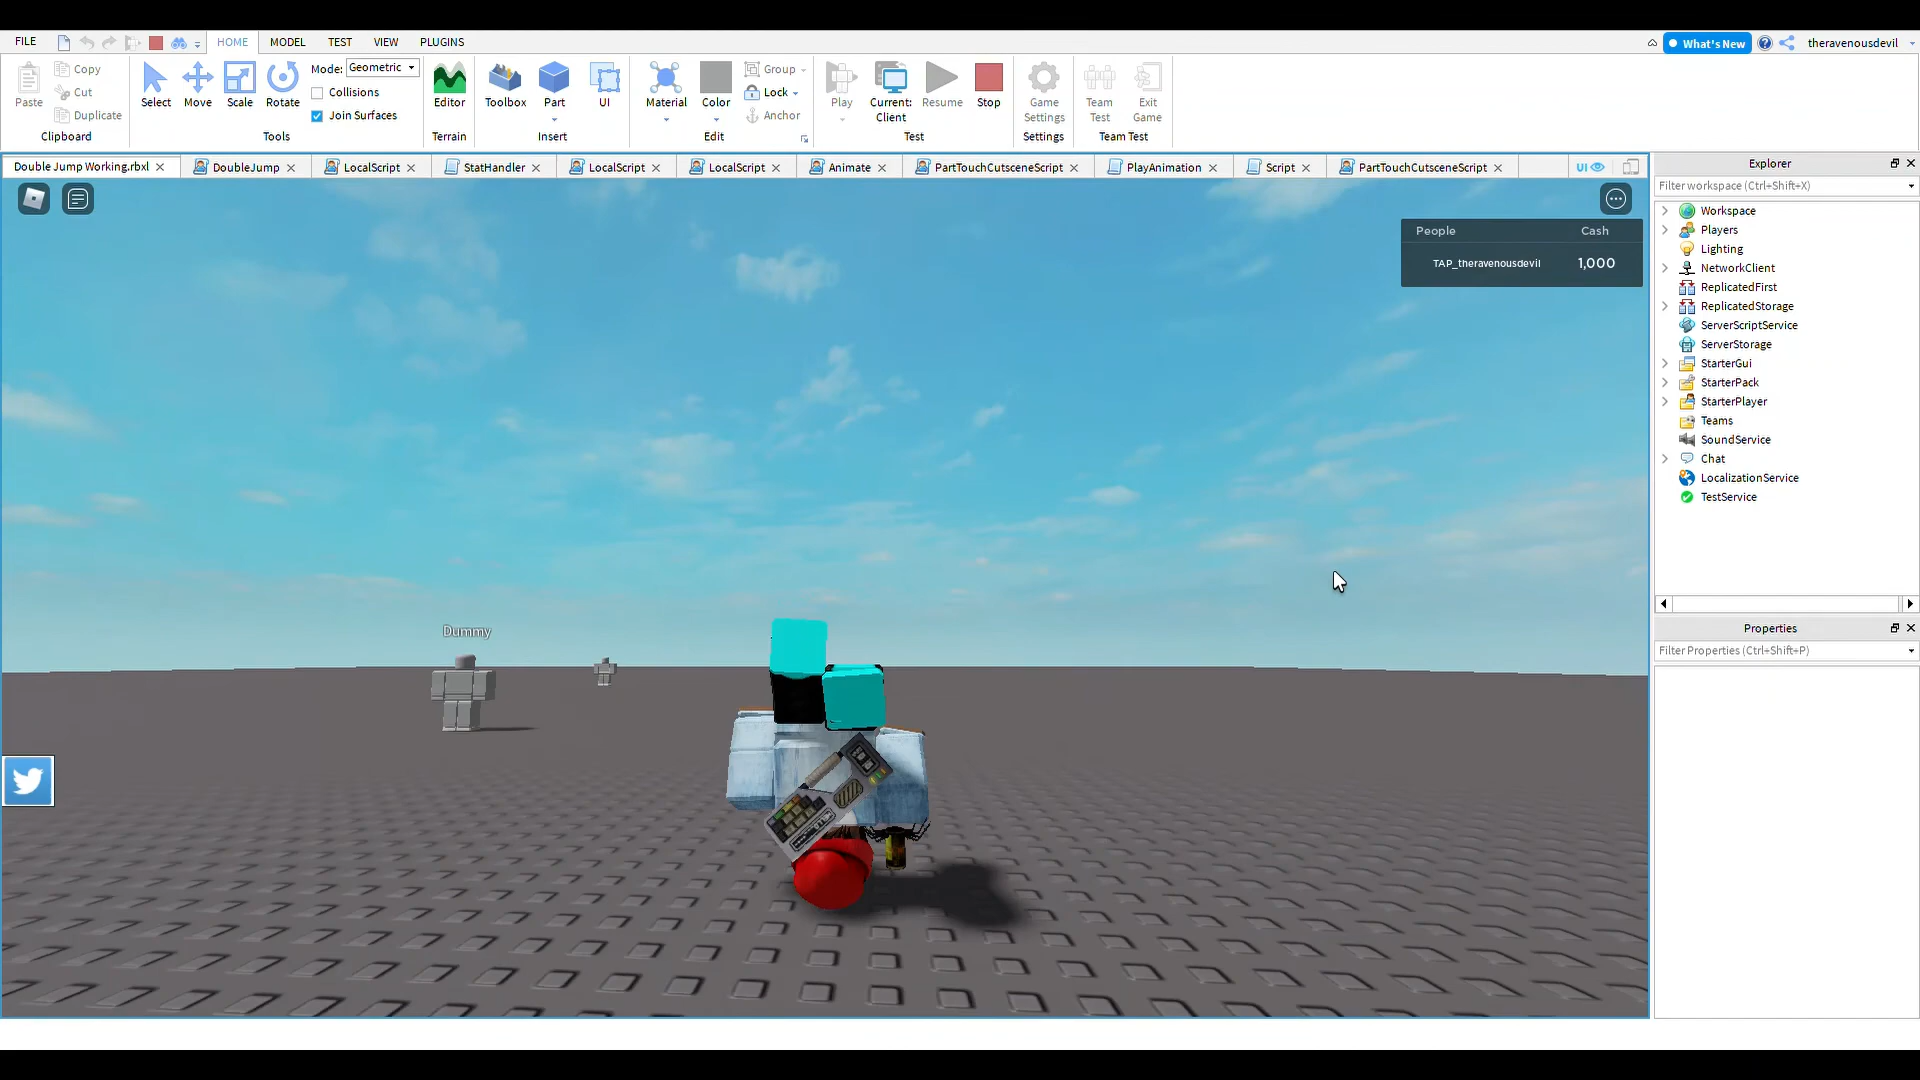 FILE HOME MODEL TEST VIEW PLUGINS What's New theravenousdevil
Paste Copy Cut Duplicate Clipboard
Select Move Scale Rotate Mode: Geometric Collisions Join Surfaces Tools
Editor Terrain
Toolbox Part UI Insert
Material Color Group Lock Anchor Edit
Play Current: Client Resume Stop Test
Game Settings Settings
Team Test Exit Game Team Test
Double Jump Working.rbxl DoubleJump LocalScript StatHandler LocalScript LocalScript Animate PartTouchCutsceneScript PlayAnimation Script PartTouchCutsceneScript UI
People Cash
TAP_theravenousdevil 1,000
Dummy
Explorer
Filter workspace (Ctrl+Shift+X)
Workspace
Players
Lighting
NetworkClient
ReplicatedFirst
ReplicatedStorage
ServerScriptService
ServerStorage
StarterGui
StarterPack
StarterPlayer
Teams
SoundService
Chat
LocalizationService
TestService
Properties
Filter Properties (Ctrl+Shift+P)